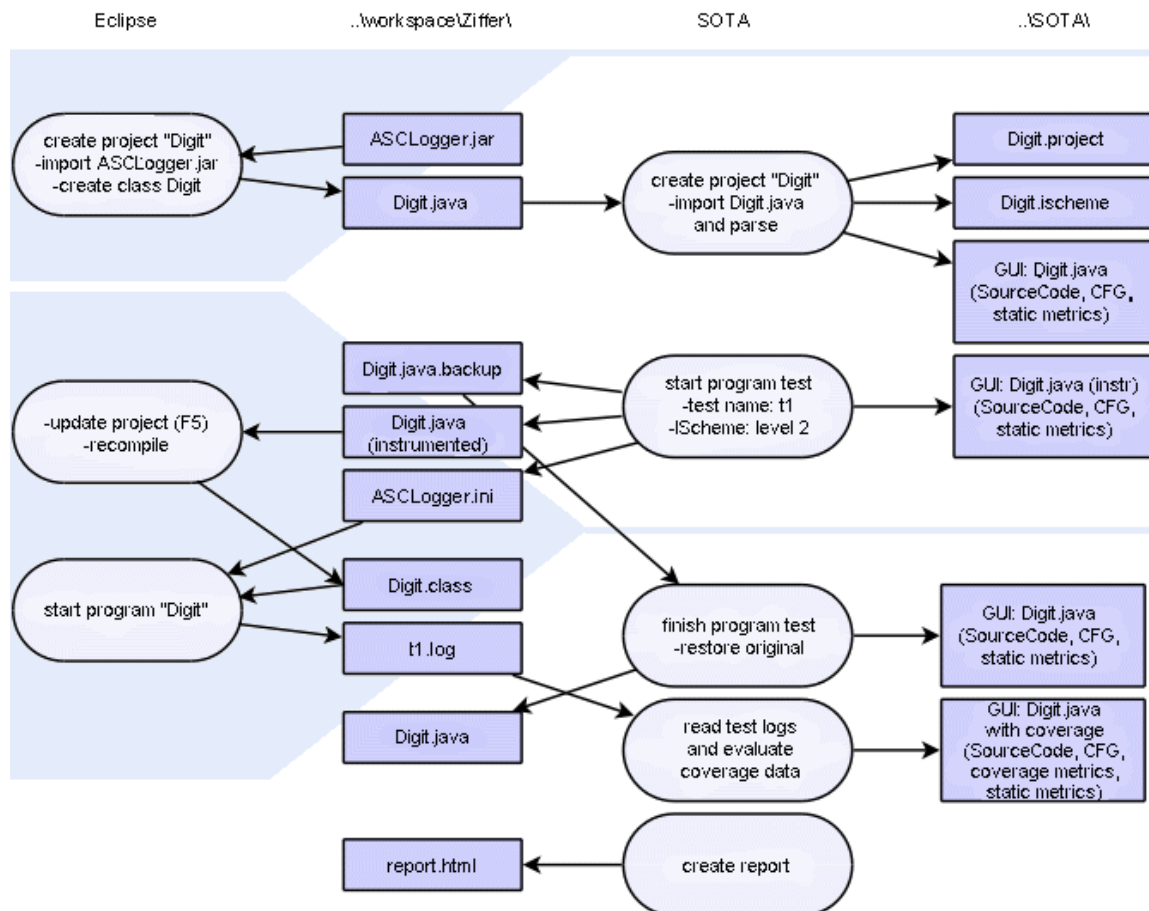 Eclipse
..\workspace\Ziffer\
SOTA
..\SOTA\
create project "Digit"
-import ASCLogger.jar
-create class Digit
ASCLogger.jar
Digit.java
create project "Digit"
-import Digit.java
and parse
Digit.project
Digit.ischeme
GUI: Digit.java
(SourceCode, CFG,
static metrics)
-update project (F5)
-recompile
Digit.java.backup
Digit.java
(instrumented)
ASCLogger.ini
start program test
-test name: t1
-IScheme: level 2
GUI: Digit.java (instr)
(SourceCode, CFG,
static metrics)
start program "Digit"
Digit.class
t1.log
Digit.java
finish program test
-restore original
GUI: Digit.java
(SourceCode, CFG,
static metrics)
read test logs
and evaluate
coverage data
GUI: Digit.java
with coverage
(SourceCode, CFG,
coverage metrics,
static metrics)
report.html
create report